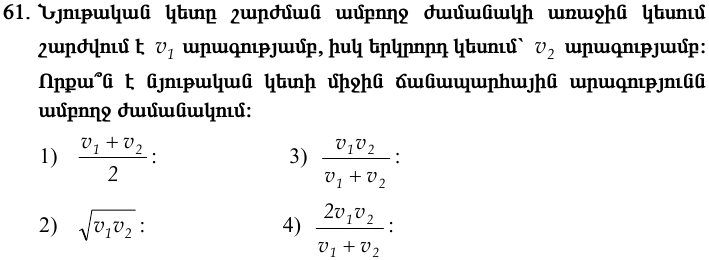 61. Նյութական կետը շարժման ամբողջ ժամանակի առաջին կեսում
շարժվում է v₁ արագությամբ, իսկ երկրորդ կեսում՝ v₂ արագությամբ:
Որքա՞ն է նյութական կետի միջին ճանապարհային արագությունն
ամբողջ ժամանակում:
1) (v₁ + v₂)/2 :
3) v₁v₂/(v₁ + v₂) :
2) √(v₁v₂) :
4) 2v₁v₂/(v₁ + v₂) :